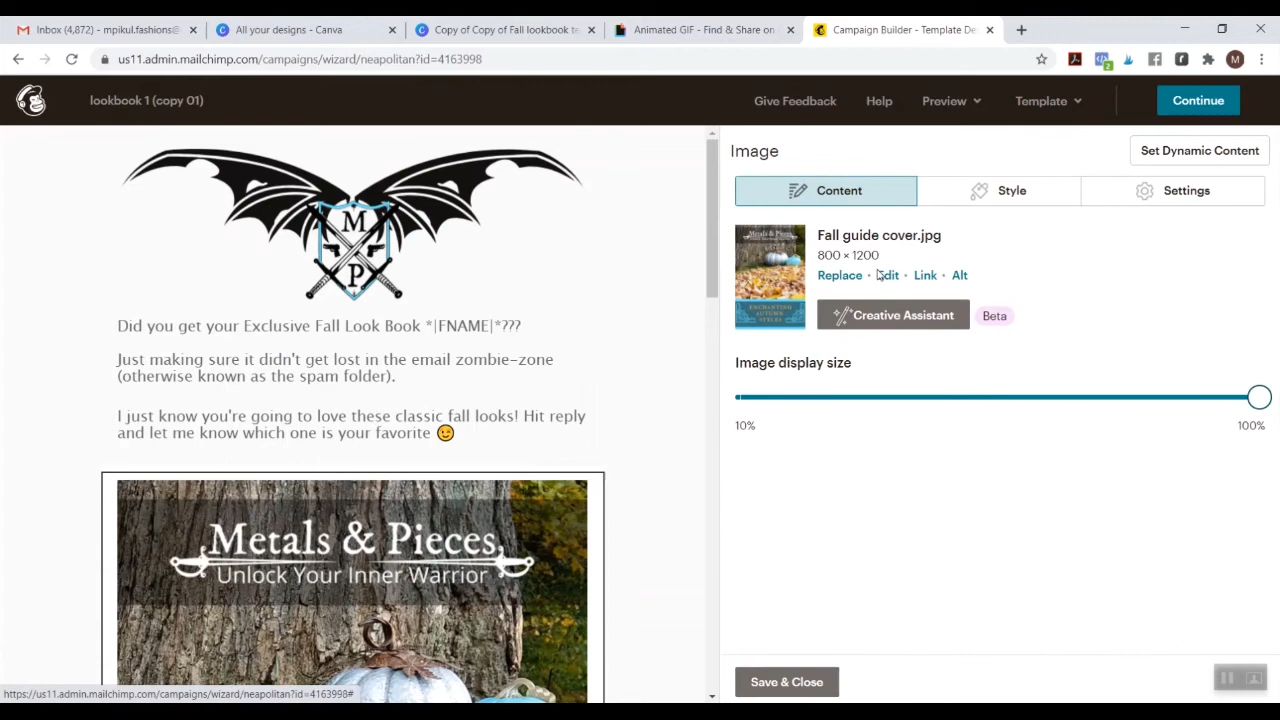 Inbox (4,872) - mpikul.fashions@
All your designs - Canva
Copy of Copy of Fall lookbook te
Animated GIF - Find & Share on
Campaign Builder - Template De
us11.admin.mailchimp.com/campaigns/wizard/neapolitan?id=4163998
2
M
lookbook 1 (copy 01)
Give Feedback
Help
Preview
Template
Continue
M
P
Did you get your Exclusive Fall Look Book *|FNAME|*???
Just making sure it didn't get lost in the email zombie-zone
(otherwise known as the spam folder).
I just know you're going to love these classic fall looks! Hit reply
and let me know which one is your favorite 😉
Metals & Pieces
Unlock Your Inner Warrior
Image
Set Dynamic Content
Content
Style
Settings
Metals & Pieces
ENCHANTING
AUTUMN
STYLES
Fall guide cover.jpg
800 × 1200
Replace · Edit · Link · Alt
Creative Assistant
Beta
Image display size
10%
100%
Save & Close
https://us11.admin.mailchimp.com/campaigns/wizard/neapolitan?id=4163998#